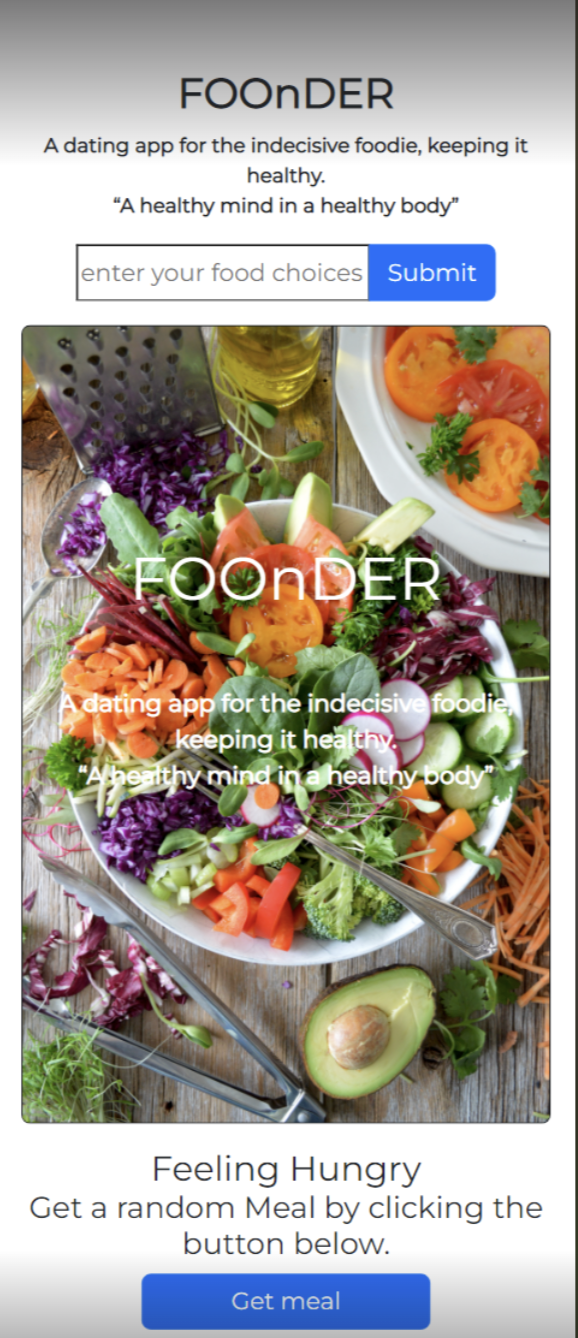 FOOnDER
A dating app for the indecisive foodie, keeping it
healthy.
“A healthy mind in a healthy body”
enter your food choices
Submit
FOOnDER
A dating app for the indecisive foodie,
keeping it healthy.
“A healthy mind in a healthy body”
Feeling Hungry
Get a random Meal by clicking the
button below.
Get meal